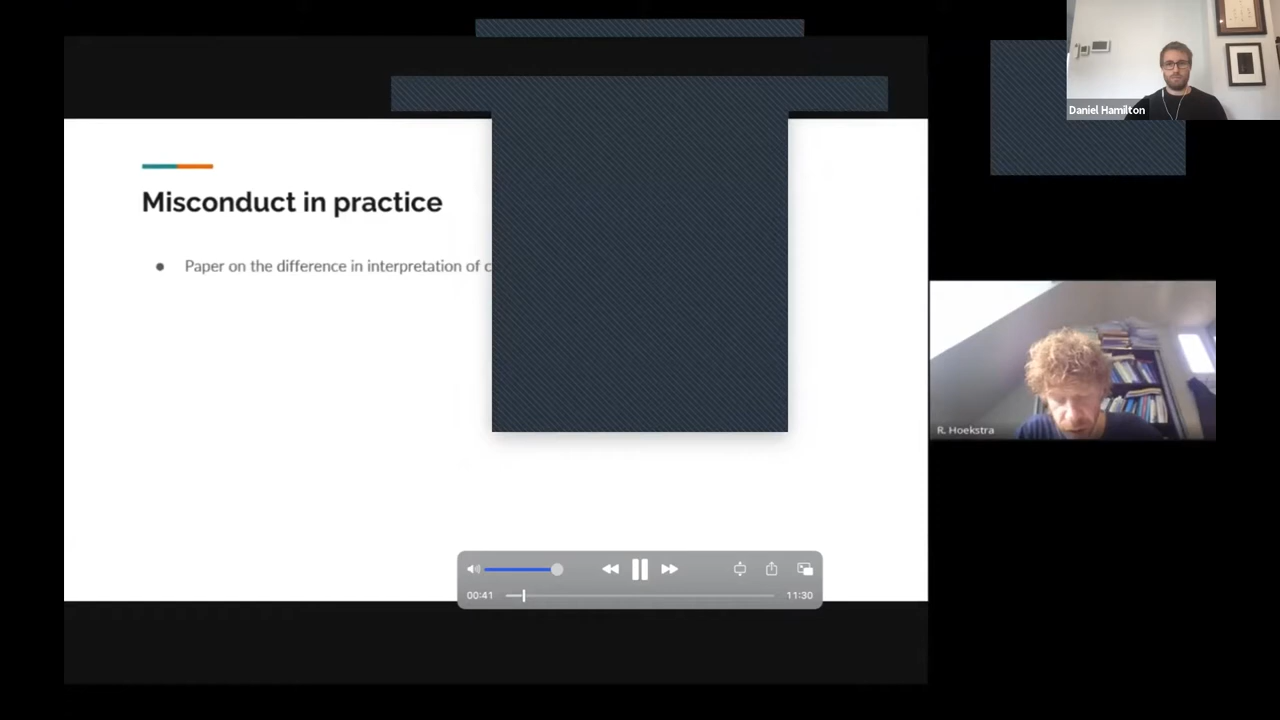 Daniel Hamilton
Misconduct in practice
Paper on the difference in interpretation of
R. Hoekstra
00:41
11:30